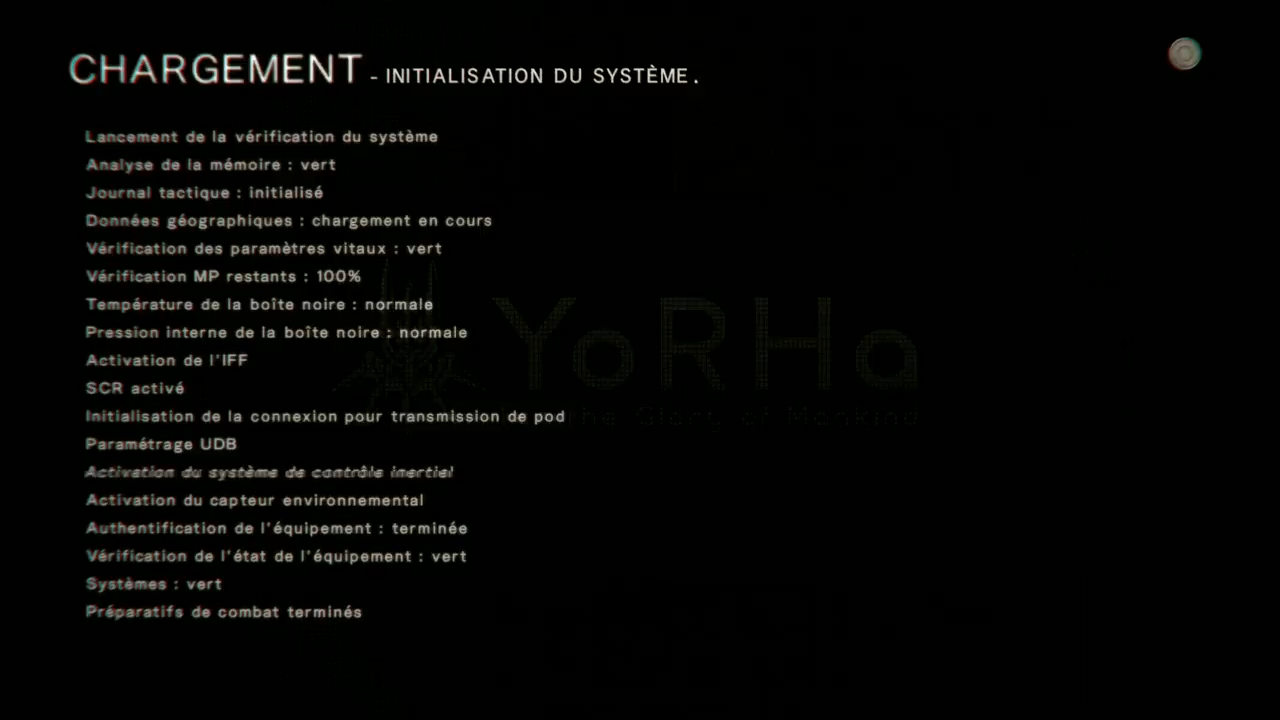 CHARGEMENT - INITIALISATION DU SYSTÈME.
Lancement de la vérification du système
Analyse de la mémoire : vert
Journal tactique : initialisé
Données géographiques : chargement en cours
Vérification des paramètres vitaux : vert
Vérification MP restants : 100%
Température de la boîte noire : normale
Pression interne de la boîte noire : normale
Activation de l'IFF
SCR activé
Initialisation de la connexion pour transmission de pod
Paramétrage UDB
Activation du système de contrôle inertiel
Activation du capteur environnemental
Authentification de l'équipement : terminée
Vérification de l'état de l'équipement : vert
Systèmes : vert
Préparatifs de combat terminés
YoRHa
the Glory of Mankind